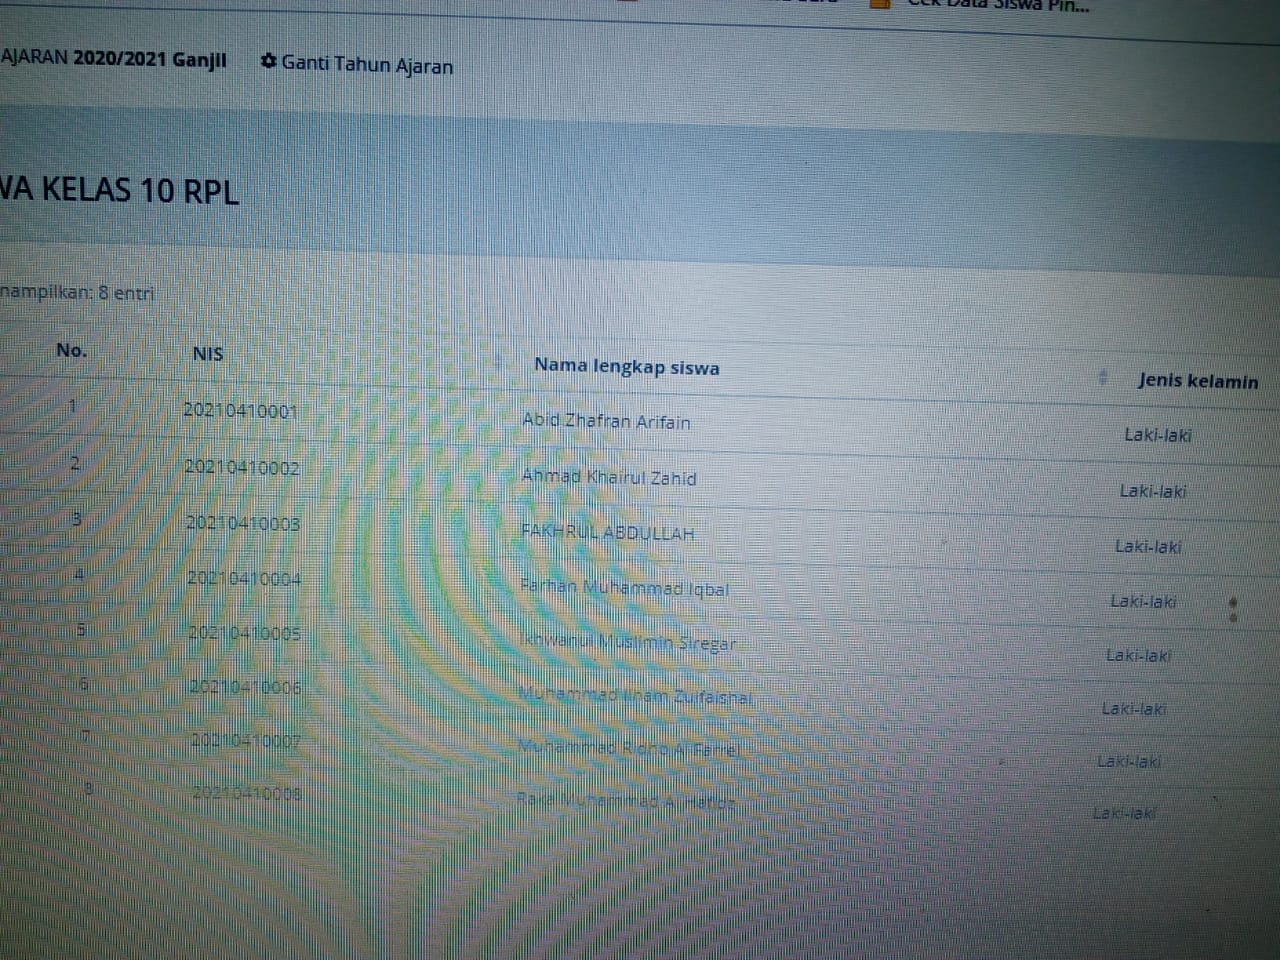 Cek Data Siswa Pin...
AJARAN 2020/2021 Ganjil Ganti Tahun Ajaran
WA KELAS 10 RPL
nampilkan: 8 entri
No. NIS Nama lengkap siswa Jenis kelamin
1 20210410001 Abid Zhafran Arifain Laki-laki
2 20210410002 Ahmad Khairul Zahid Laki-laki
3 20210410003 FAKHRUL ABDULLAH Laki-laki
4 20210410004 Farhan Muhammad Iqbal Laki-laki
5 20210410005 Ikhwanul Muslimin Siregar Laki-laki
6 20210410006 Muhammad Ilham Zulfaishal Laki-laki
7 20210410007 Muhammad Ridho Al Farrel Laki-laki
8 20210410008 Muhammad Al Laki-laki